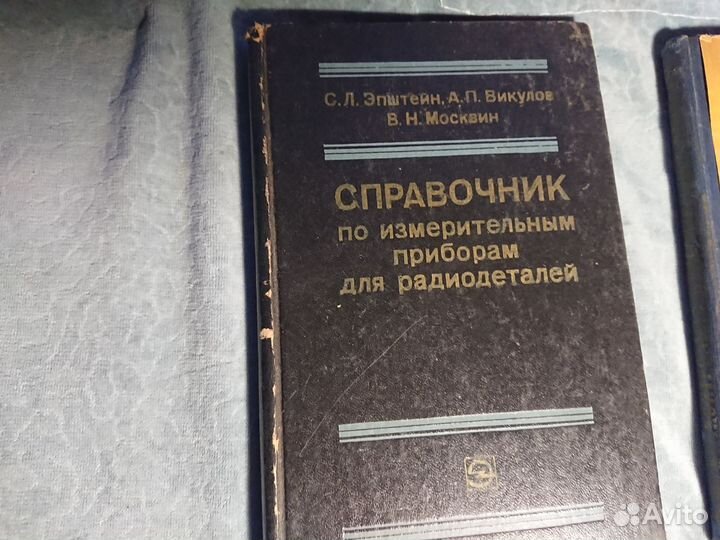 С. Л. Эпштейн, А. П. Викулов
В. Н. Москвин
СПРАВОЧНИК
по измерительным
приборам
для радиодеталей
Avito